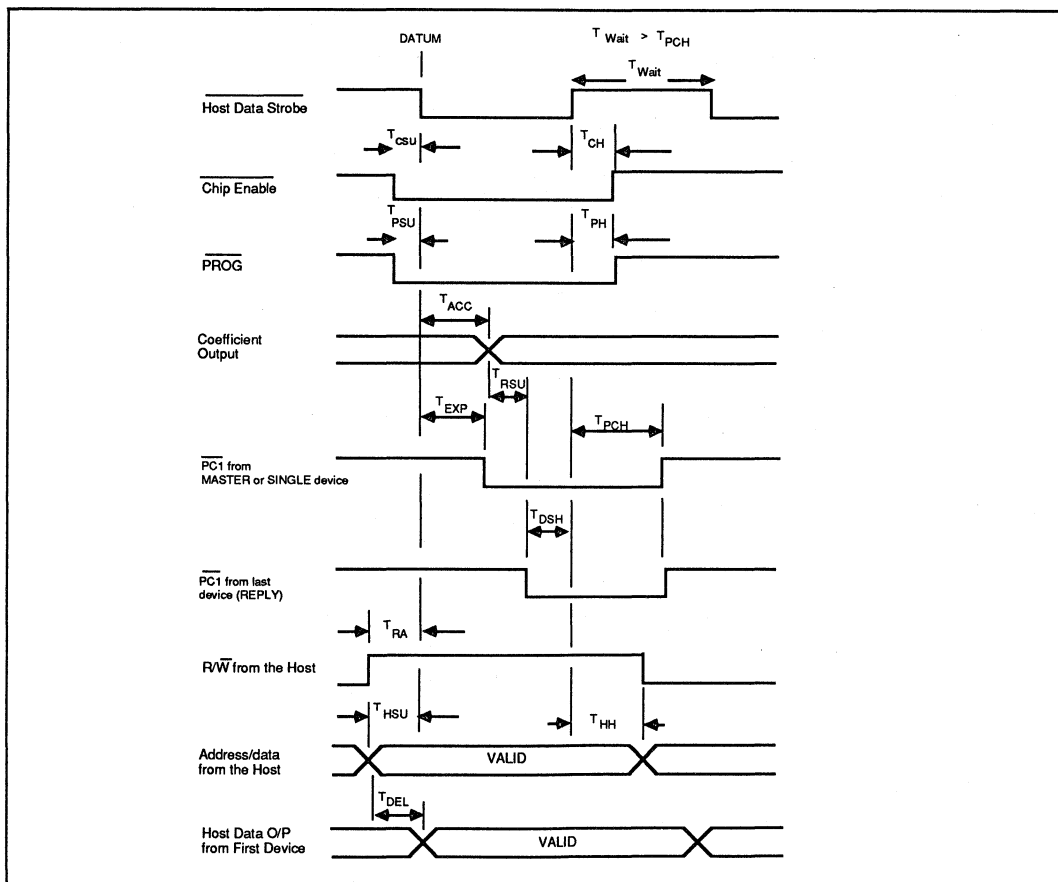 DATUM
T Wait > T PCH
T Wait
Host Data Strobe
T csu
T CH
Chip Enable
T PSU
T PH
PROG
T ACC
Coefficient
Output
T RSU
T EXP
T PCH
PC1 from
MASTER or SINGLE device
T DSH
PC1 from last
device (REPLY)
T RA
R/W from the Host
T HSU
T HH
Address/data
from the Host
VALID
T DEL
Host Data O/P
from First Device
VALID